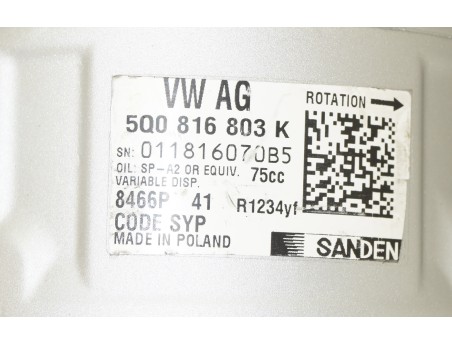 VW AG
ROTATION
5Q0 816 803 K
SN: 011816070B5
OIL: SP-A2 OR EQUIV. 75cc
VARIABLE DISP.
8466P 41 R1234yf
CODE SYP
MADE IN POLAND
SANDEN